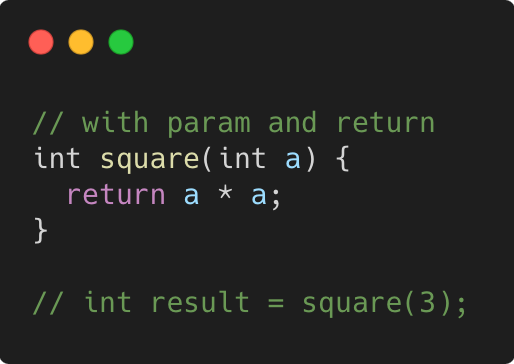 // with param and return
int square(int a) {
  return a * a;
}

// int result = square(3);